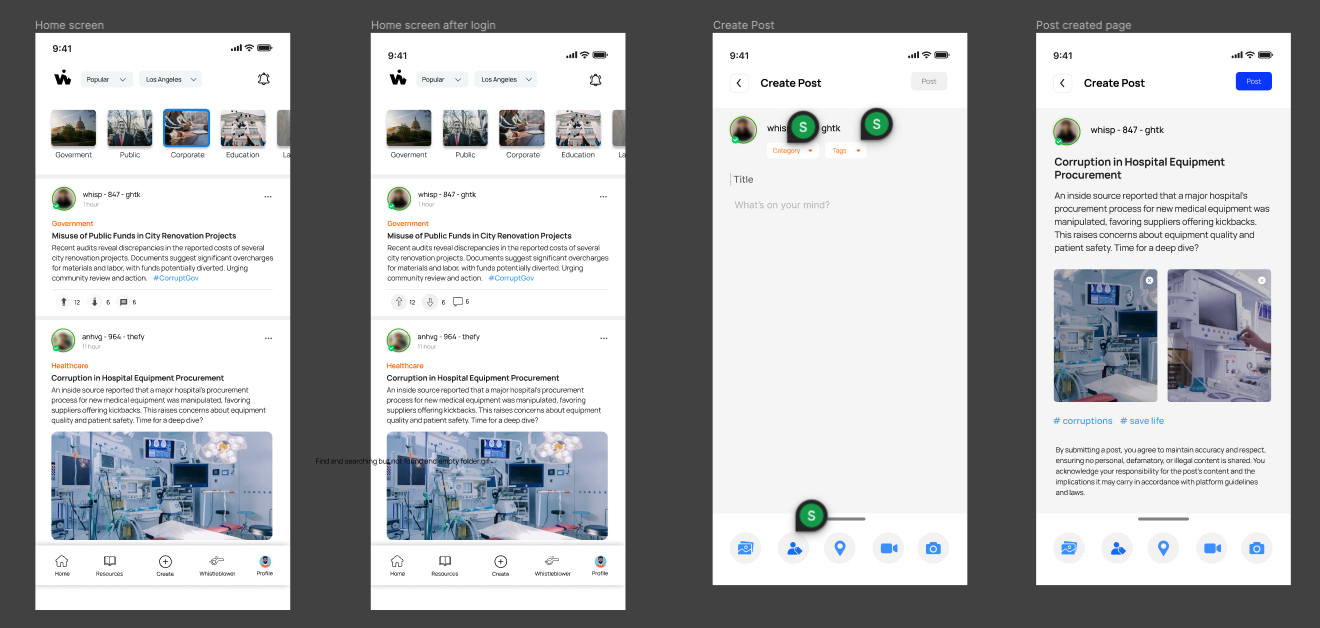 Home screen
9:41
Popular
Los Angeles
Goverment
Public
Corporate
Education
La
whisp - 847 - ghtk
1 hour
Government
Misuse of Public Funds in City Renovation Projects
Recent audits reveal discrepancies in the reported costs of several
city renovation projects. Documents suggest significant overcharges
for materials and labor, with funds potentially diverted. Urging
community review and action. #CorruptGov
12 6 6
anhvg - 964 - thefy
11 hour
Healthcare
Corruption in Hospital Equipment Procurement
An inside source reported that a major hospital's procurement
process for new medical equipment was manipulated, favoring
suppliers offering kickbacks. This raises concerns about equipment
quality and patient safety. Time for a deep dive?
Home
Resources
Create
Whistleblower
Profile
Home screen after login
9:41
Popular
Los Angeles
Goverment
Public
Corporate
Education
La
whisp - 847 - ghtk
1 hour
Government
Misuse of Public Funds in City Renovation Projects
Recent audits reveal discrepancies in the reported costs of several
city renovation projects. Documents suggest significant overcharges
for materials and labor, with funds potentially diverted. Urging
community review and action. #CorruptGov
12 6 6
anhvg - 964 - thefy
11 hour
Healthcare
Corruption in Hospital Equipment Procurement
An inside source reported that a major hospital's procurement
process for new medical equipment was manipulated, favoring
suppliers offering kickbacks. This raises concerns about equipment
quality and patient safety. Time for a deep dive?
Find and searching but not found and empty folder gif
Home
Resources
Create
Whistleblower
Profile
Create Post
9:41
Create Post
Post
whisp ghtk
S
S
Category
Tags
Title
What's on your mind?
S
Post created page
9:41
Create Post
Post
whisp - 847 - ghtk
Corruption in Hospital Equipment
Procurement
An inside source reported that a major hospital's
procurement process for new medical equipment was
manipulated, favoring suppliers offering kickbacks.
This raises concerns about equipment quality and
patient safety. Time for a deep dive?
# corruptions # save life
By submitting a post, you agree to maintain accuracy and respect,
ensuring no personal, defamatory, or illegal content is shared. You
acknowledge your responsibility for the post's content and the
implications it may carry in accordance with platform guidelines
and laws.